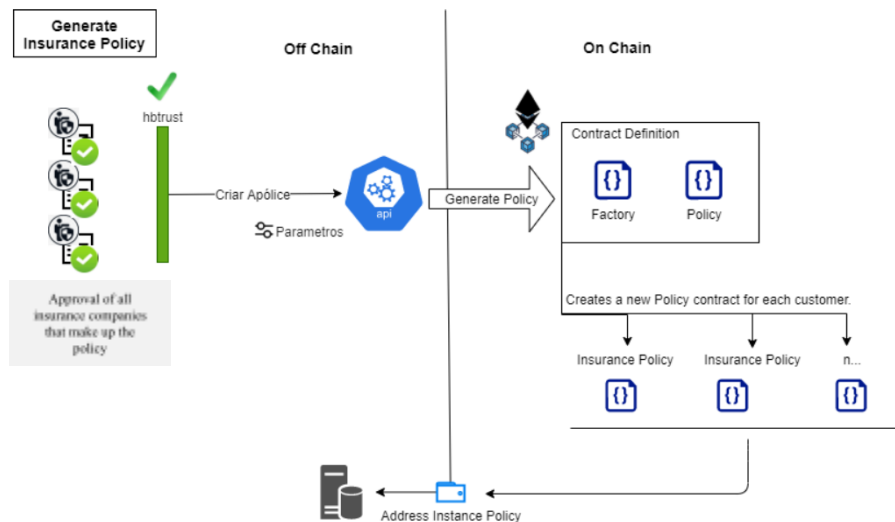 Generate
Insurance Policy
Off Chain
On Chain
hbtrust
Contract Definition
Criar Apólice
api
Generate Policy
Factory
Policy
Parametros
Approval of all
insurance companies
that make up the
policy
Creates a new Policy contract for each customer.
Insurance Policy
Insurance Policy
n...
Address Instance Policy